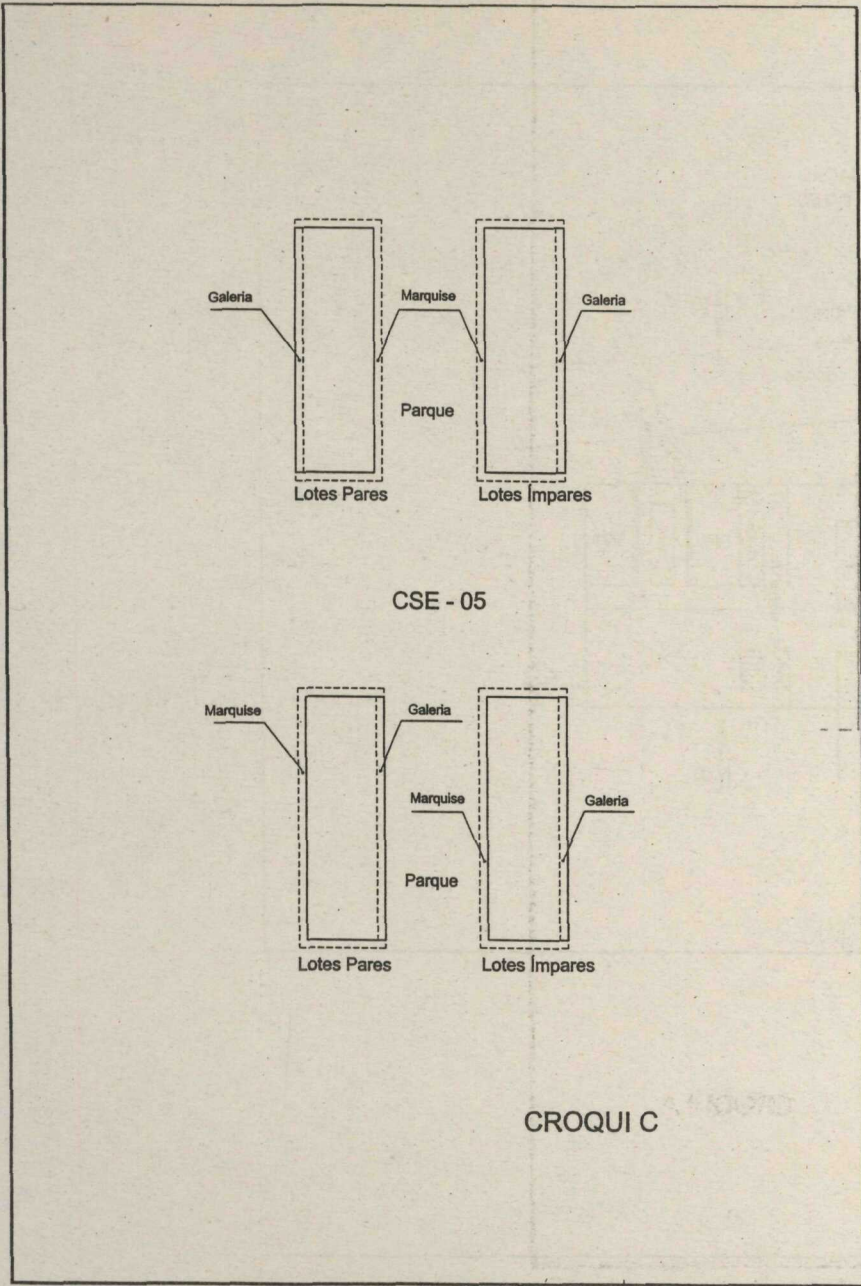 Galeria
Marquise
Galeria
Parque
Lotes Pares
Lotes Ímpares
CSE - 05
Marquise
Galeria
Marquise
Galeria
Parque
Lotes Pares
Lotes Ímpares
CROQUI C